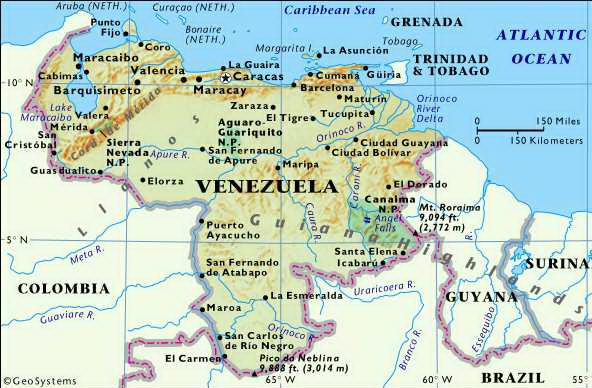 Aruba (NETH.)
Curaçao (NETH.)
Caribbean Sea
Punto
Fijo
Bonaire
(NETH.)
Coro
GRENADA
Margarita I.
La Asunción
Tobago
ATLANTIC
OCEAN
Maracaibo
La Guaira
TRINIDAD
& TOBAGO
Cabimas
Valencia
Caracas
Cumaná
Güiria
10°N
Barquisimeto
Maracay
Barcelona
Lake
Maracaibo
Valera
Zaraza
Maturín
Orinoco
River
Delta
Mérida
Cord. de Mérida
El Tigre
Tucupita
150 Miles
150 Kilometers
San
Cristóbal
Aguaro-
Guariquito
N.P.
Orinoco R.
Sierra
Nevada
N.P.
Apure R.
San Fernando
de Apure
Ciudad Guayana
Ciudad Bolívar
Guasdualito
Elorza
Maripa
VENEZUELA
El Dorado
Llanos
Caura R.
Caroní R.
Canaima
N.P.
Mt. Roraima
9,094 ft.
(2,772 m)
Angel
Falls
Guiana Highlands
Puerto
Ayacucho
5°N
Meta R.
Santa Elena
Icabarú
SURINA
San Fernando
de Atabapo
COLOMBIA
Uraricoera R.
GUYANA
La Esmeralda
Guaviare R.
Maroa
Orinoco R.
Branco R.
Essequibo R.
San Carlos
de Río Negro
El Carmen
Pico da Neblina
9,888 ft. (3,014 m)
BRAZIL
©GeoSystems
70°W
65°W
60°W
55°